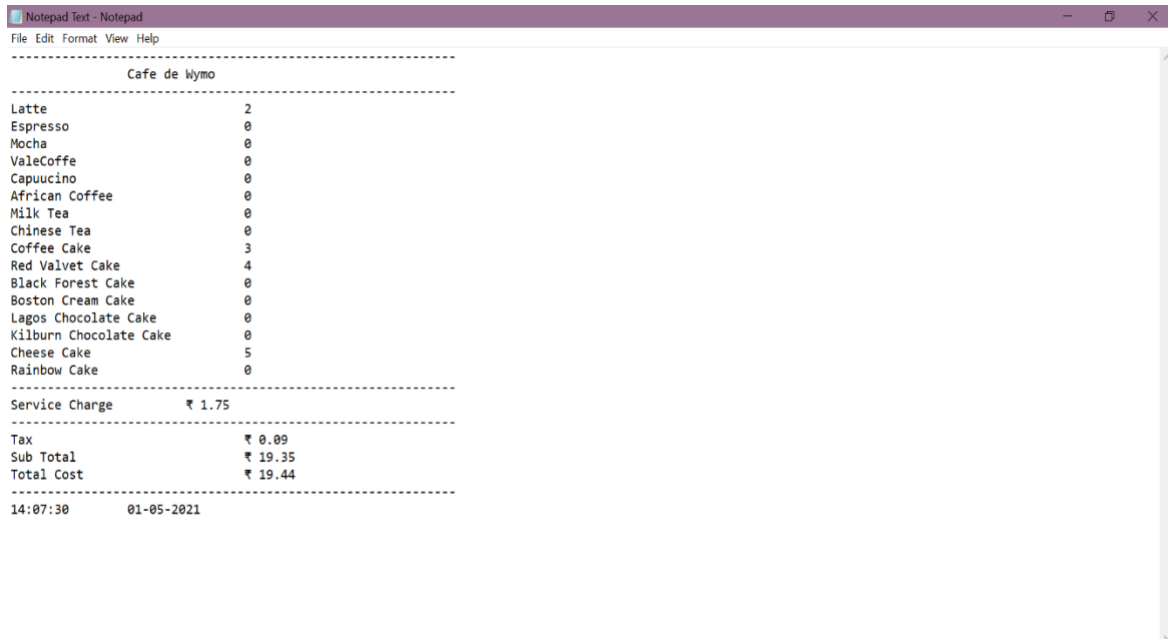 Notepad Text - Notepad
File Edit Format View Help
-------------------------------------------------------------
Cafe de Wymo
-------------------------------------------------------------
Latte 2
Espresso 0
Mocha 0
ValeCoffe 0
Capuucino 0
African Coffee 0
Milk Tea 0
Chinese Tea 0
Coffee Cake 3
Red Valvet Cake 4
Black Forest Cake 0
Boston Cream Cake 0
Lagos Chocolate Cake 0
Kilburn Chocolate Cake 0
Cheese Cake 5
Rainbow Cake 0
-------------------------------------------------------------
Service Charge ₹ 1.75
-------------------------------------------------------------
Tax ₹ 0.09
Sub Total ₹ 19.35
Total Cost ₹ 19.44
-------------------------------------------------------------
14:07:30 01-05-2021